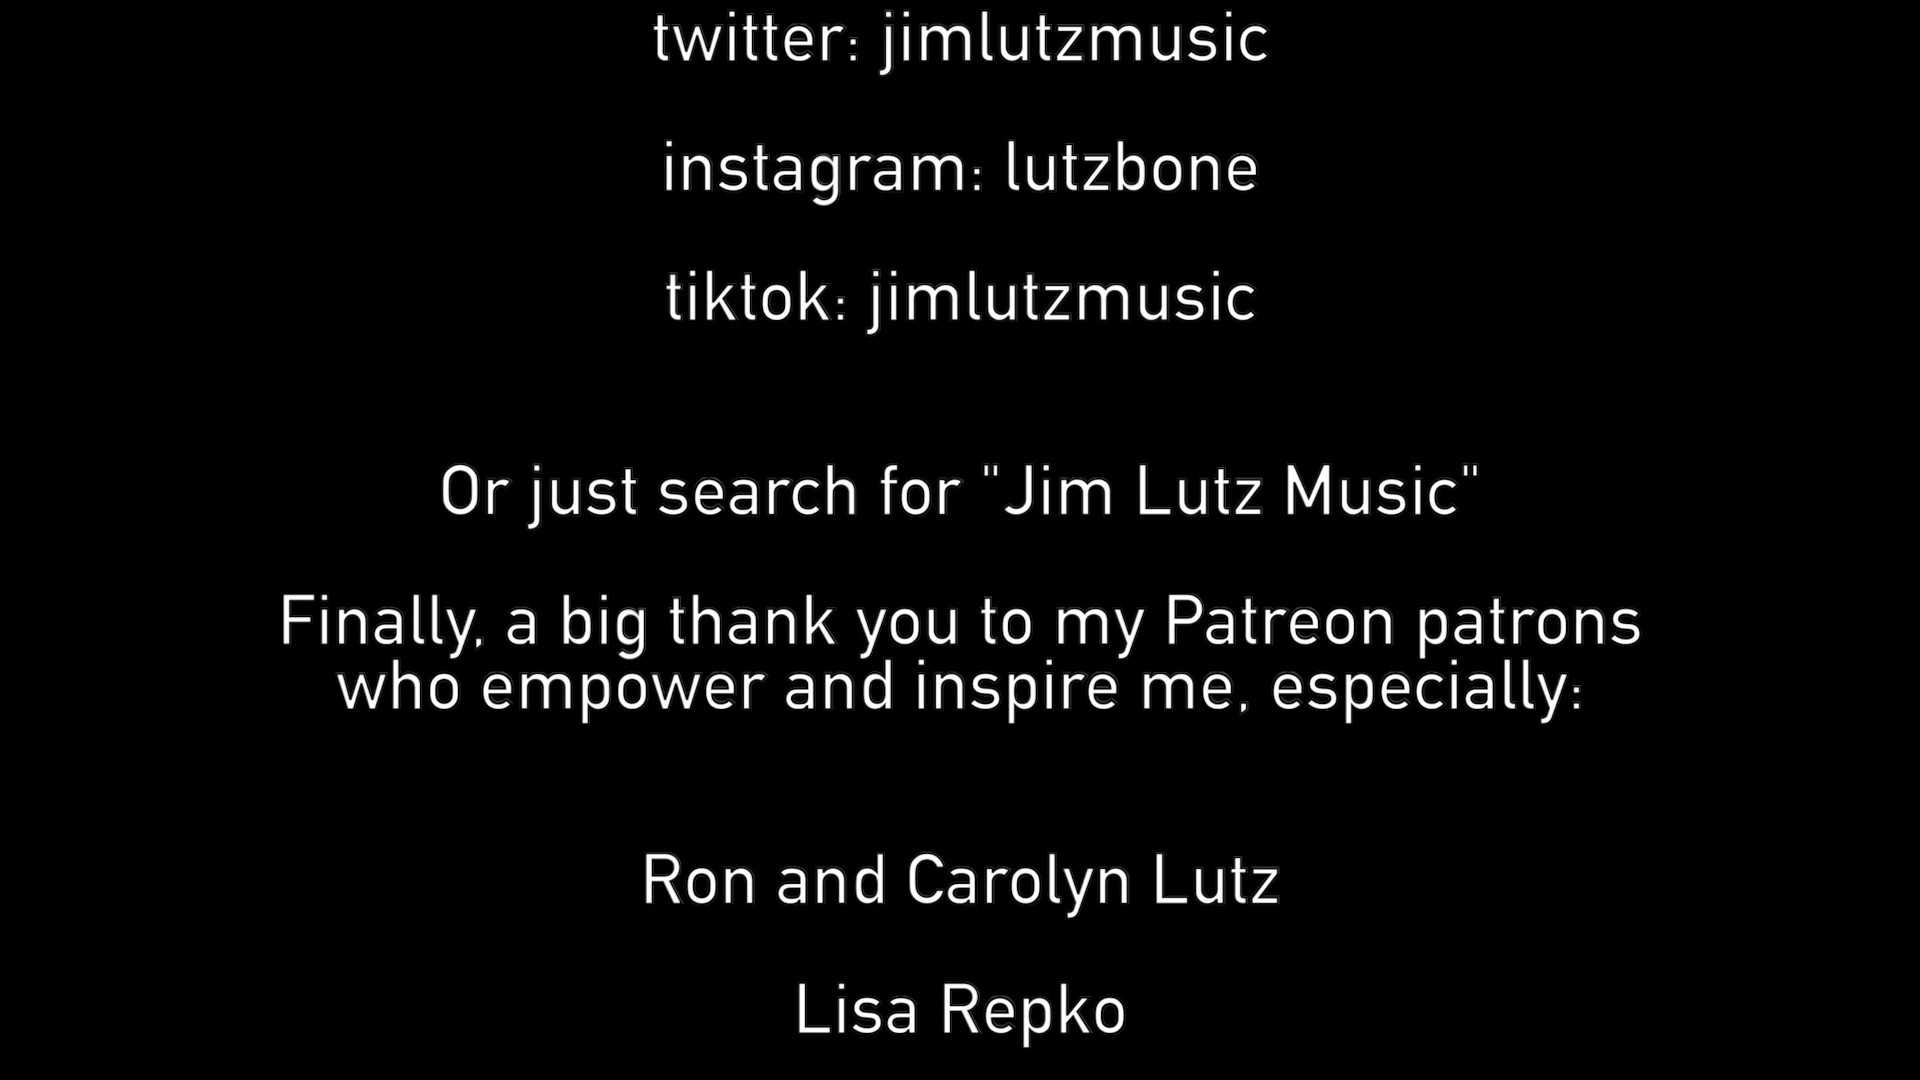 twitter: jimlutzmusic
instagram: lutzbone
tiktok: jimlutzmusic
Or just search for "Jim Lutz Music"
Finally, a big thank you to my Patreon patrons
who empower and inspire me, especially:
Ron and Carolyn Lutz
Lisa Repko